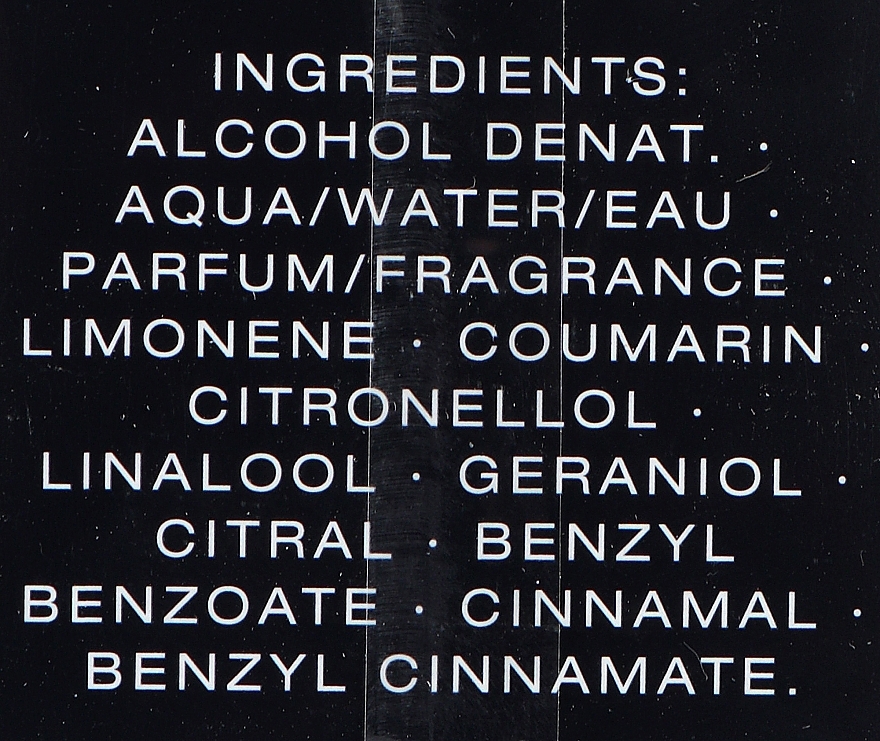 INGREDIENTS:
ALCOHOL DENAT. ·
AQUA/WATER/EAU ·
PARFUM/FRAGRANCE ·
LIMONENE · COUMARIN ·
CITRONELLOL ·
LINALOOL · GERANIOL ·
CITRAL · BENZYL
BENZOATE · CINNAMAL ·
BENZYL CINNAMATE.